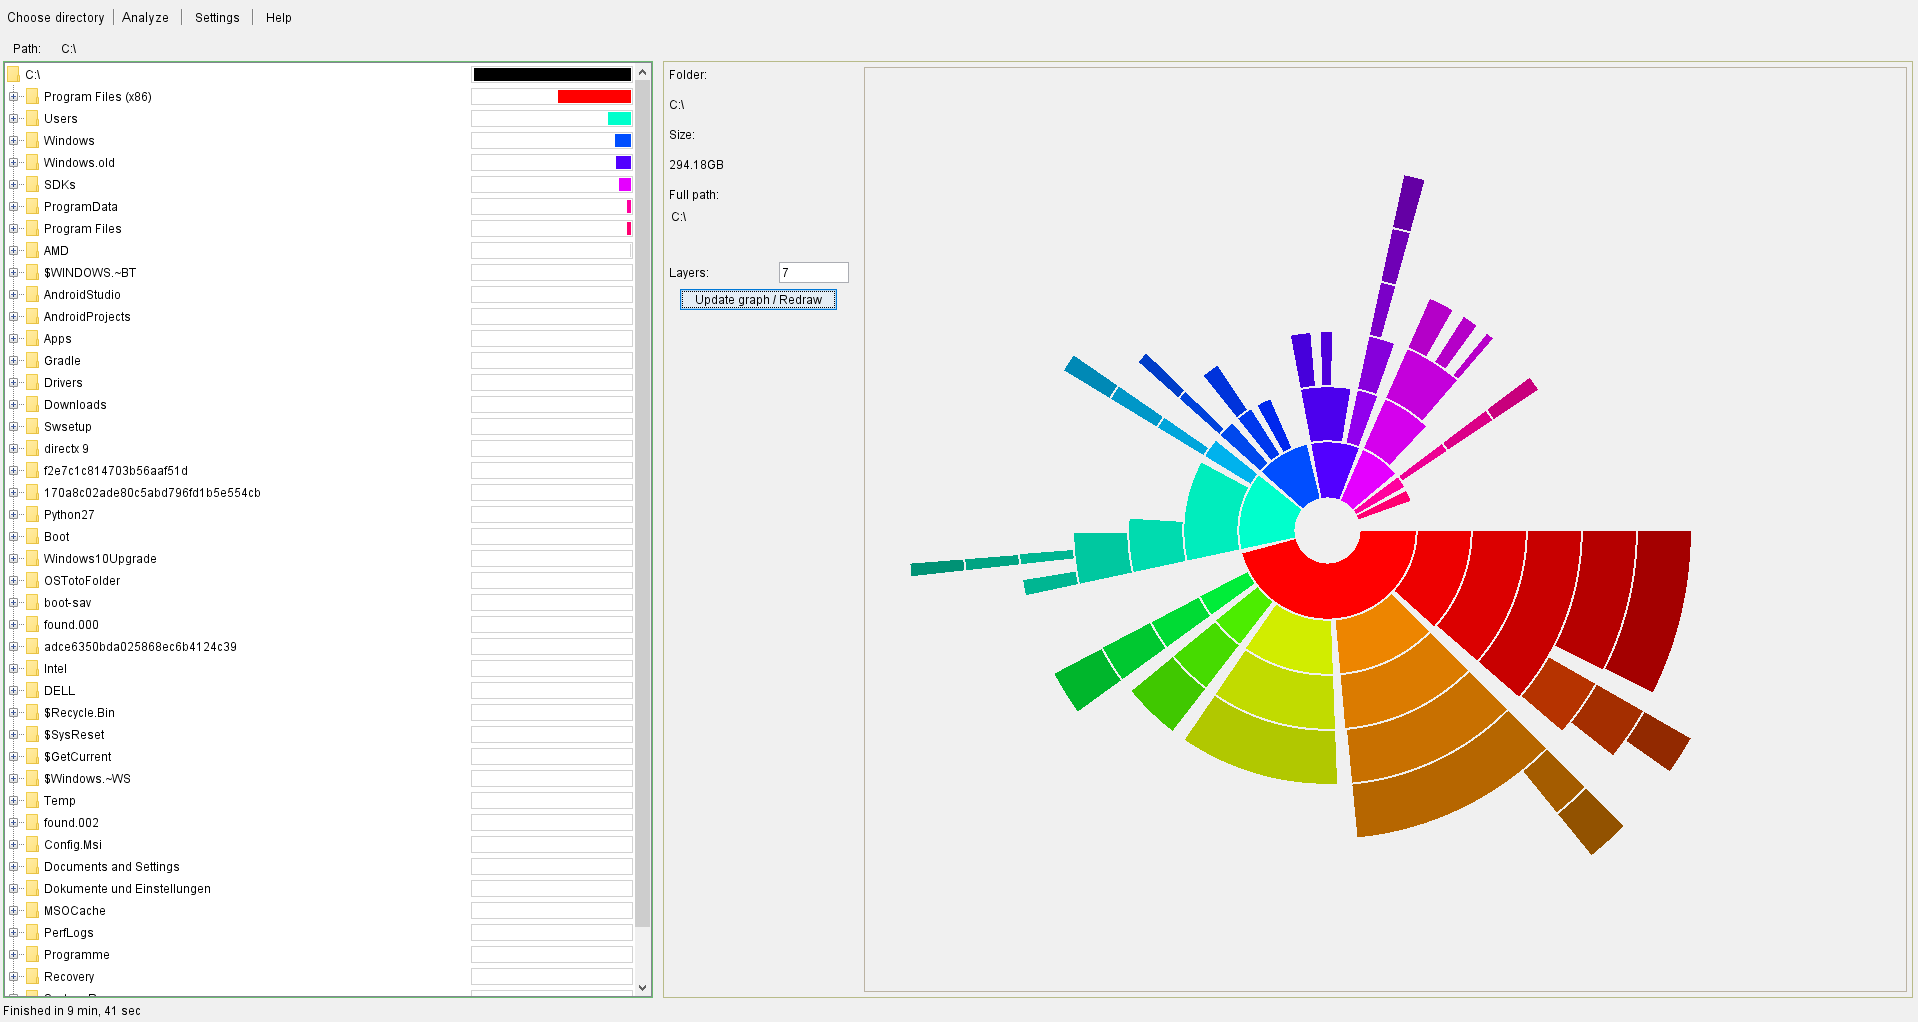 Choose directory Analyze Settings Help
Path: C:\
C:\
Program Files (x86)
Users
Windows
Windows.old
SDKs
ProgramData
Program Files
AMD
$WINDOWS.~BT
AndroidStudio
AndroidProjects
Apps
Gradle
Drivers
Downloads
Swsetup
directx 9
f2e7c1c814703b56aaf51d
170a8c02ade80c5abd796fd1b5e554cb
Python27
Boot
Windows10Upgrade
OSTotoFolder
boot-sav
found.000
adce6350bda025868ec6b4124c39
Intel
DELL
$Recycle.Bin
$SysReset
$GetCurrent
$Windows.~WS
Temp
found.002
Config.Msi
Documents and Settings
Dokumente und Einstellungen
MSOCache
PerfLogs
Programme
Recovery
Folder:
C:\
Size:
294.18GB
Full path:
C:\
Layers: 7
Update graph / Redraw
Finished in 9 min, 41 sec